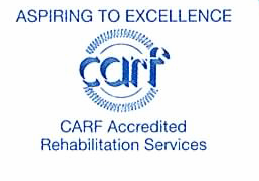 ASPIRING TO EXCELLENCE
carf
CARF Accredited
Rehabilitation Services